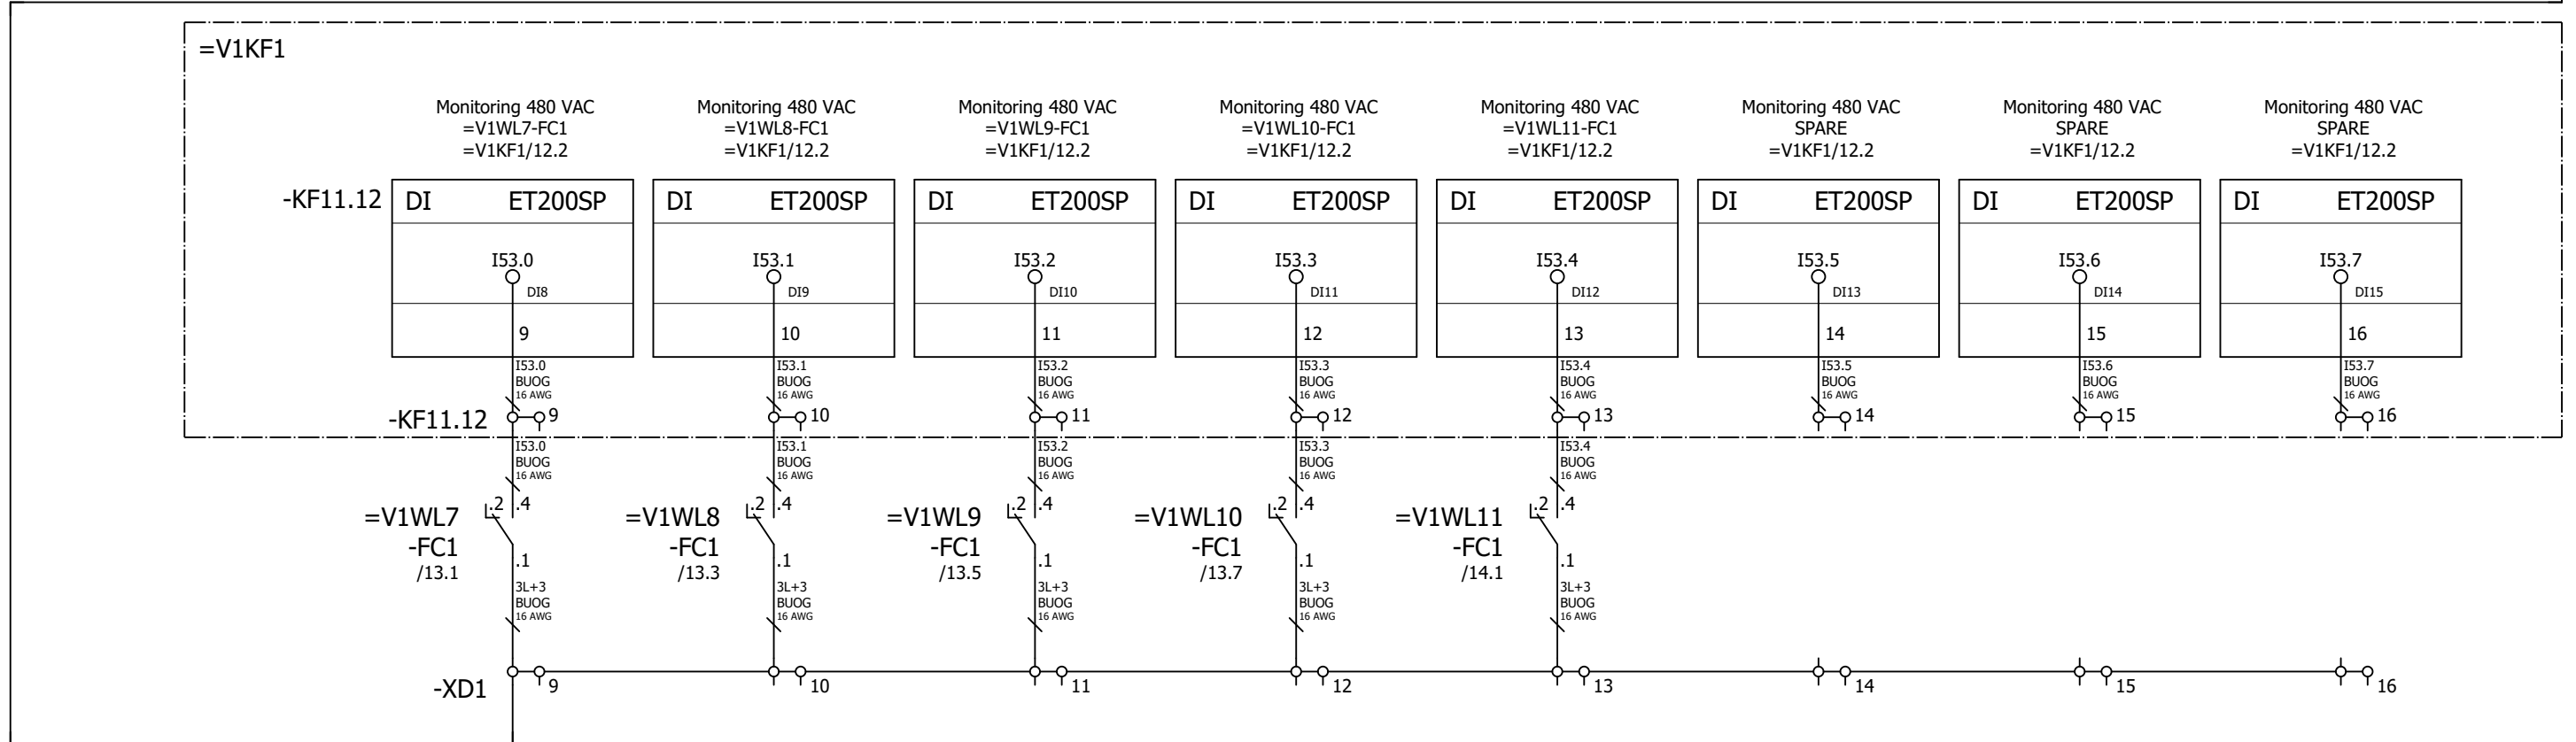 =V1KF1
Monitoring 480 VAC Monitoring 480 VAC Monitoring 480 VAC Monitoring 480 VAC Monitoring 480 VAC Monitoring 480 VAC Monitoring 480 VAC Monitoring 480 VAC
=V1WL7-FC1 =V1WL8-FC1 =V1WL9-FC1 =V1WL10-FC1 =V1WL11-FC1 SPARE SPARE SPARE
=V1KF1/12.2 =V1KF1/12.2 =V1KF1/12.2 =V1KF1/12.2 =V1KF1/12.2 =V1KF1/12.2 =V1KF1/12.2 =V1KF1/12.2
-KF11.12 DI ET200SP DI ET200SP DI ET200SP DI ET200SP DI ET200SP DI ET200SP DI ET200SP DI ET200SP
I53.0 I53.1 I53.2 I53.3 I53.4 I53.5 I53.6 I53.7
DI8 DI9 DI10 DI11 DI12 DI13 DI14 DI15
9 10 11 12 13 14 15 16
I53.0 I53.1 I53.2 I53.3 I53.4 I53.5 I53.6 I53.7
BUOG BUOG BUOG BUOG BUOG BUOG BUOG BUOG
16 AWG 16 AWG 16 AWG 16 AWG 16 AWG 16 AWG 16 AWG 16 AWG
-KF11.12 9 10 11 12 13 14 15 16
I53.0 I53.1 I53.2 I53.3 I53.4
BUOG BUOG BUOG BUOG BUOG
16 AWG 16 AWG 16 AWG 16 AWG 16 AWG
.2 .4 .2 .4 .2 .4 .2 .4 .2 .4
=V1WL7 =V1WL8 =V1WL9 =V1WL10 =V1WL11
-FC1 -FC1 -FC1 -FC1 -FC1
.1 .1 .1 .1 .1
/13.1 /13.3 /13.5 /13.7 /14.1
3L+3 3L+3 3L+3 3L+3 3L+3
BUOG BUOG BUOG BUOG BUOG
16 AWG 16 AWG 16 AWG 16 AWG 16 AWG
-XD1 9 10 11 12 13 14 15 16